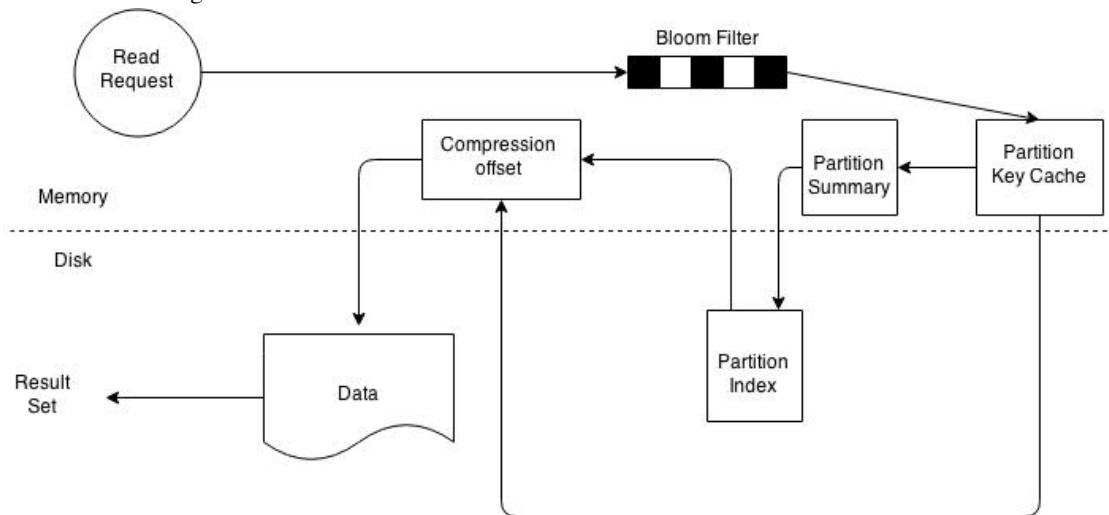 Bloom Filter
Read
Request
Compression
offset
Partition
Summary
Partition
Key Cache
Memory
Disk
Partition
Index
Result
Set
Data